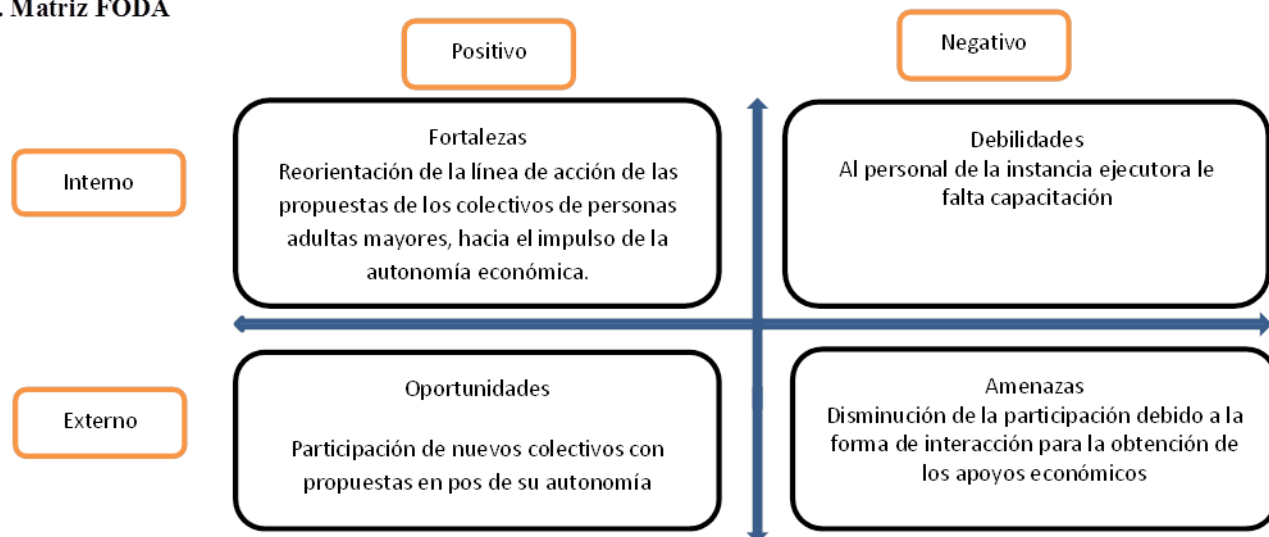 . Matriz FODA
Positivo
Negativo
Interno
Fortalezas
Reorientación de la línea de acción de las
propuestas de los colectivos de personas
adultas mayores, hacia el impulso de la
autonomía económica.
Debilidades
Al personal de la instancia ejecutora le
falta capacitación
Externo
Oportunidades
Participación de nuevos colectivos con
propuestas en pos de su autonomía
Amenazas
Disminución de la participación debido a la
forma de interacción para la obtención de
los apoyos económicos